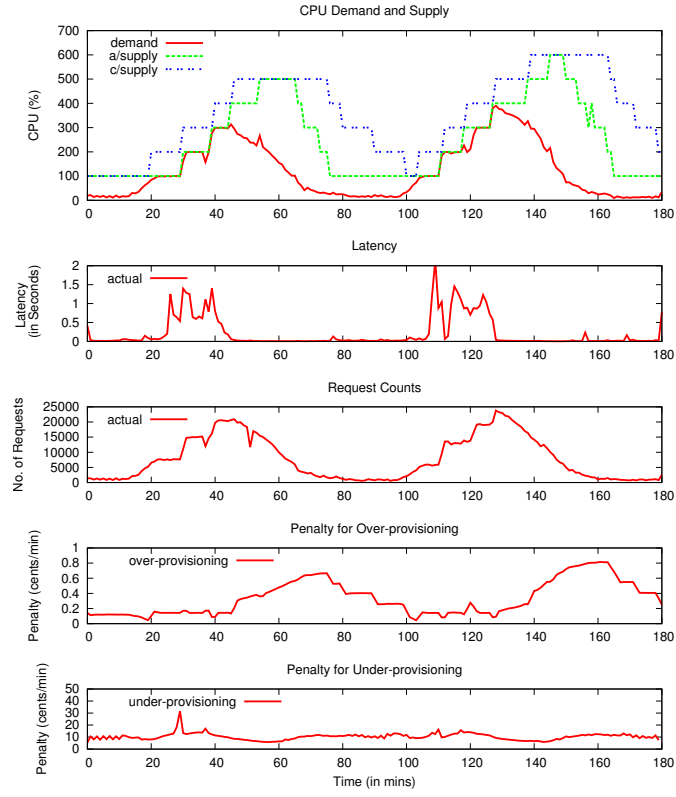 CPU Demand and Supply
700
600
500
400
300
200
100
0
CPU (%)
demand
a/supply
c/supply
0 20 40 60 80 100 120 140 160 180
Latency
2
1.5
1
0.5
0
Latency
(in Seconds)
actual
0 20 40 60 80 100 120 140 160 180
Request Counts
25000
20000
15000
10000
5000
0
No. of Requests
actual
0 20 40 60 80 100 120 140 160 180
Penalty for Over-provisioning
1
0.8
0.6
0.4
0.2
0
Penalty (cents/min)
over-provisioning
0 20 40 60 80 100 120 140 160 180
Penalty for Under-provisioning
50
40
30
20
10
0
Penalty (cents/min)
under-provisioning
0 20 40 60 80 100 120 140 160 180
Time (in mins)